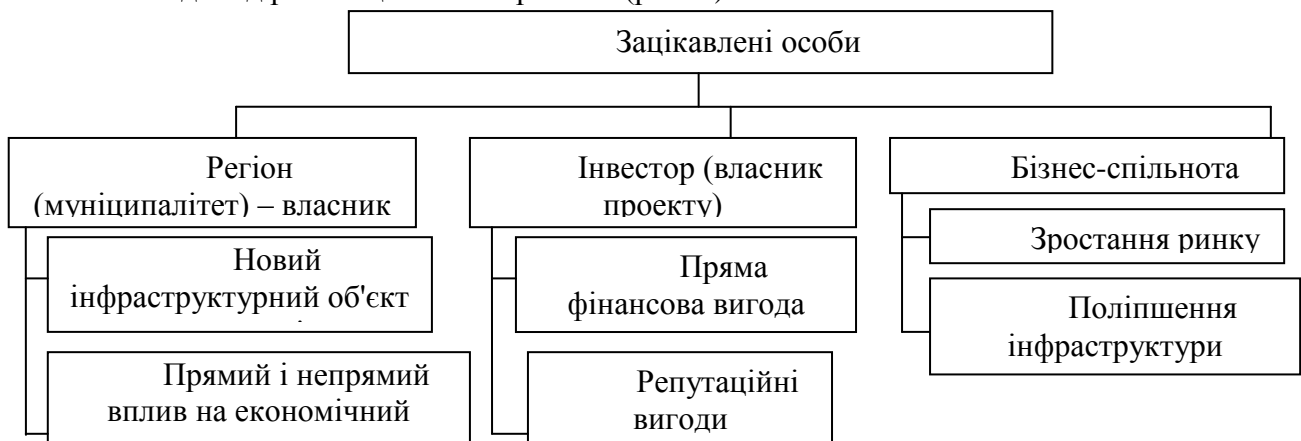 Зацікавлені особи
Регіон
(муніципалітет) – власник
Новий
інфраструктурний об'єкт
Прямий і непрямий
вплив на економічний
Інвестор (власник
проекту)
Пряма
фінансова вигода
Репутаційні
вигоди
Бізнес-спільнота
Зростання ринку
Поліпшення
інфраструктури